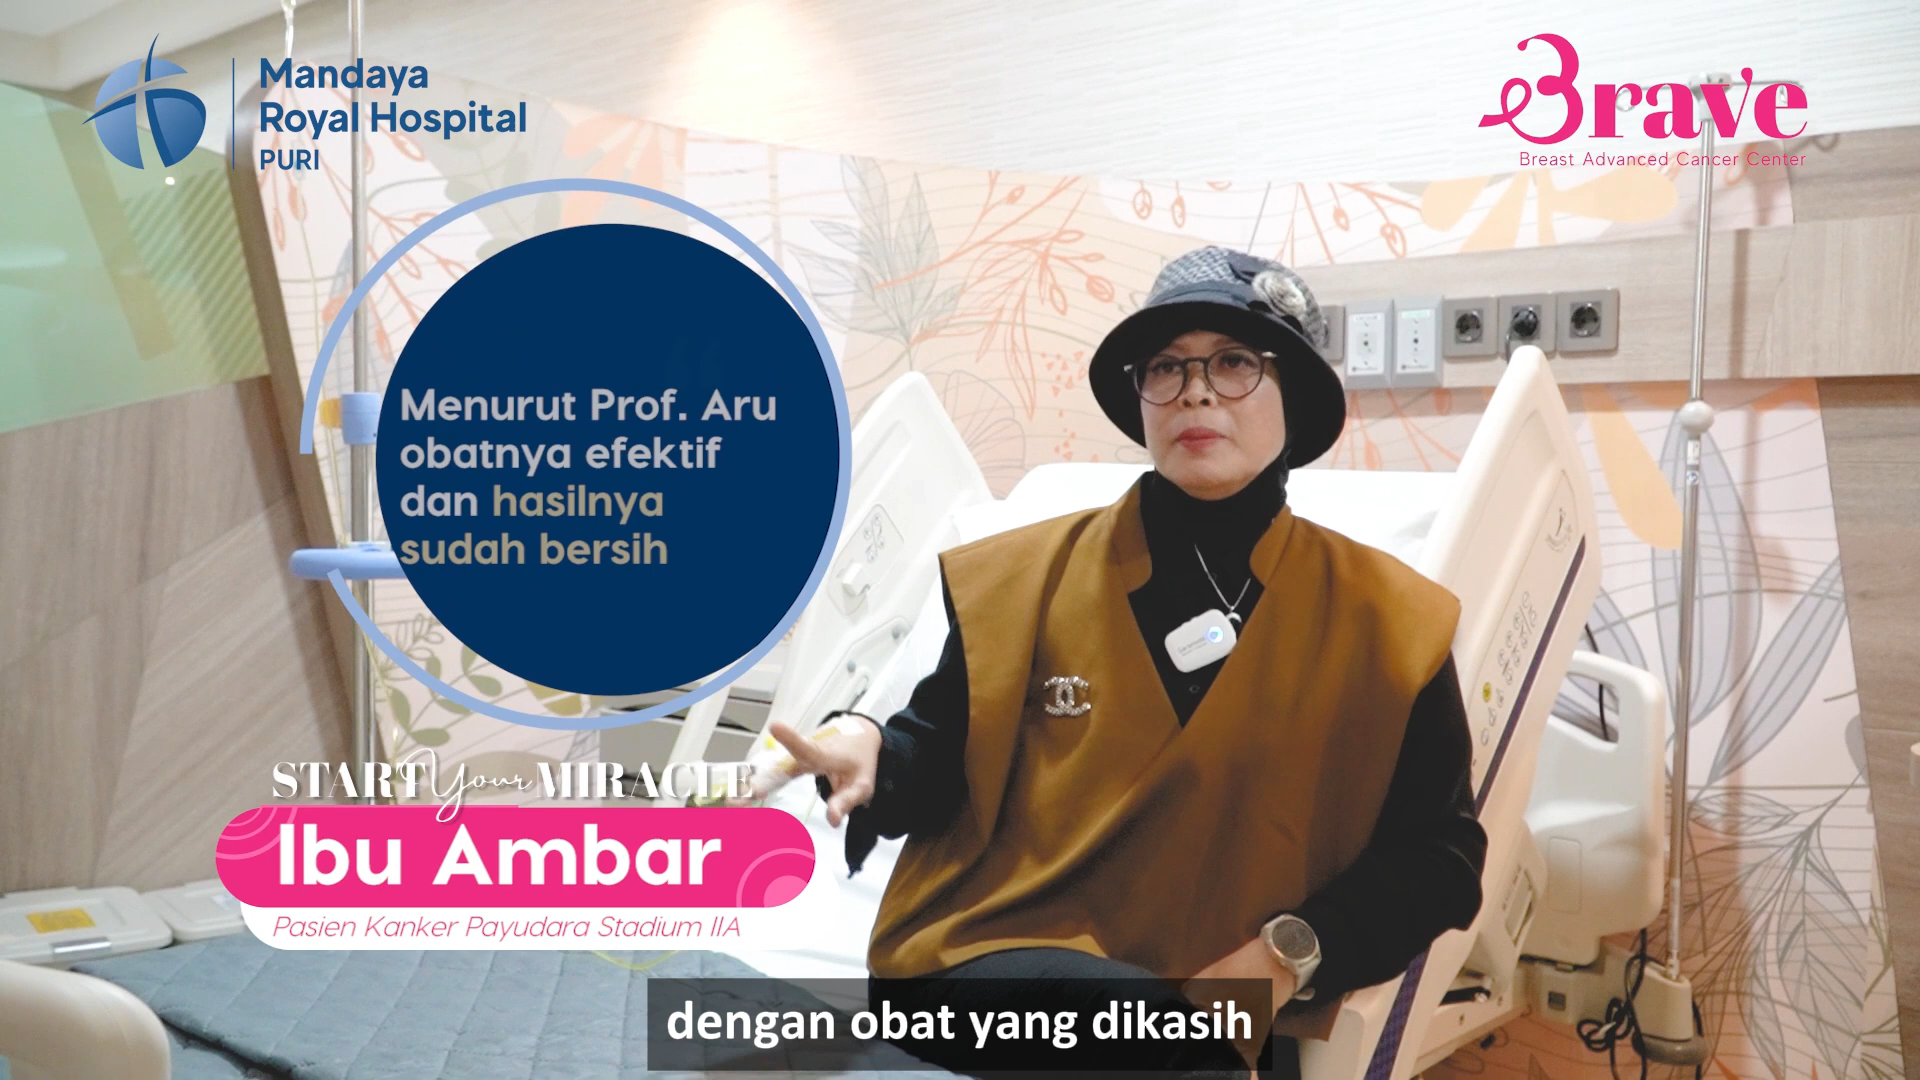 Mandaya
Royal Hospital
PURI
Brave
Breast Advanced Cancer Center
Menurut Prof. Aru
obatnya efektif
dan hasilnya
sudah bersih
START Your MIRACLE
Ibu Ambar
Pasien Kanker Payudara Stadium IIA
dengan obat yang dikasih